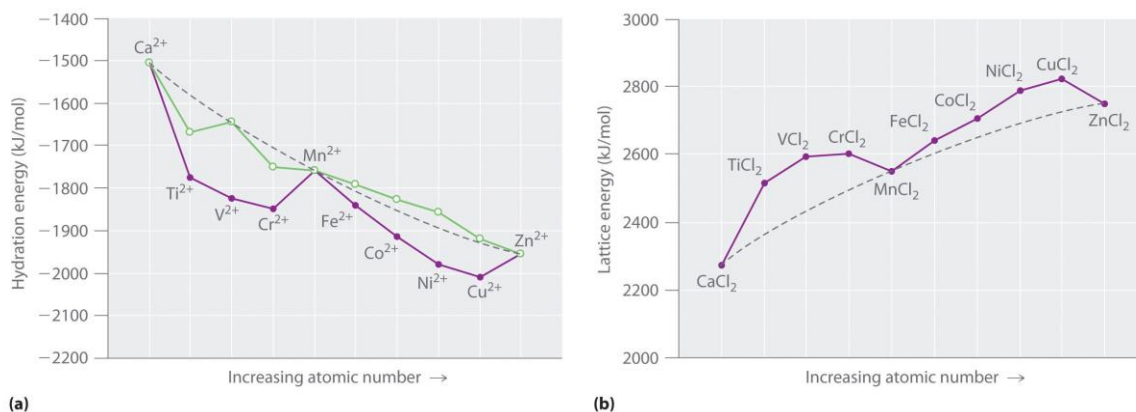 −1400
−1500
−1600
−1700
−1800
−1900
−2000
−2100
−2200
Hydration energy (kJ/mol)
Ca²⁺
Ti²⁺
V²⁺
Cr²⁺
Mn²⁺
Fe²⁺
Co²⁺
Ni²⁺
Cu²⁺
Zn²⁺
Increasing atomic number →
(a)
3000
2800
2600
2400
2200
2000
Lattice energy (kJ/mol)
CaCl₂
TiCl₂
VCl₂
CrCl₂
MnCl₂
FeCl₂
CoCl₂
NiCl₂
CuCl₂
ZnCl₂
Increasing atomic number →
(b)